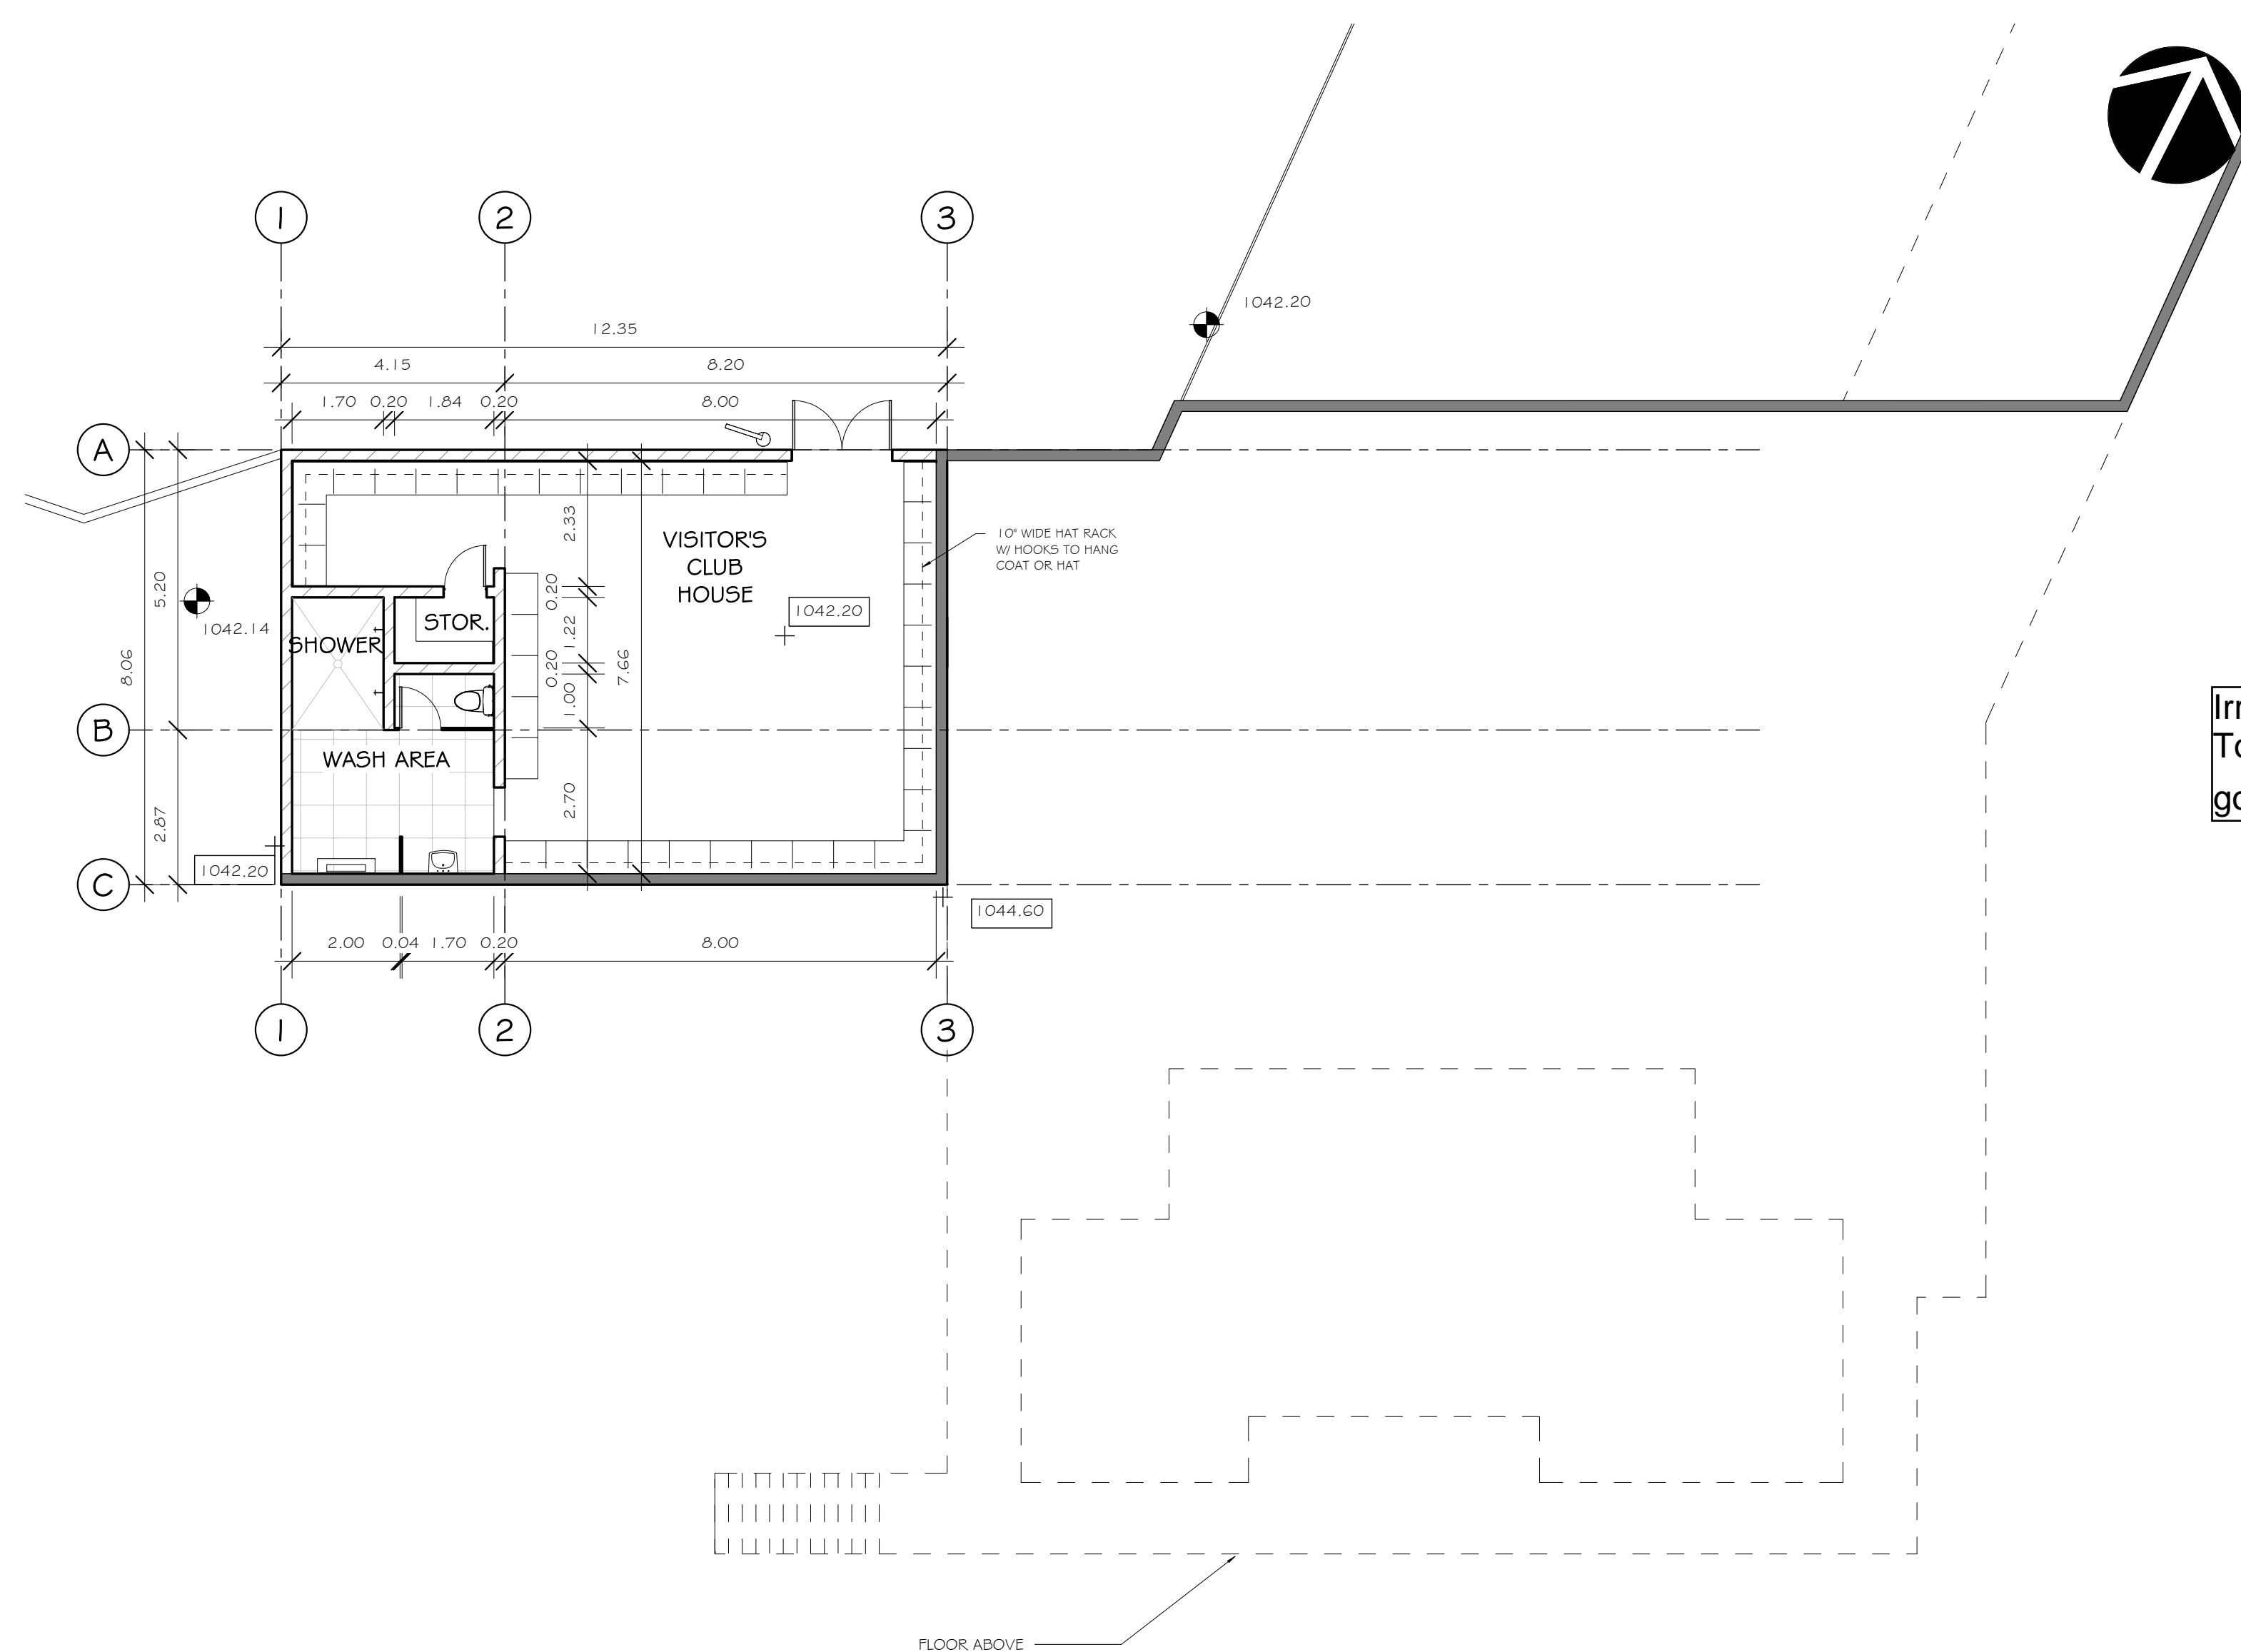 1
2
3
1042.20
12.35
4.15
8.20
1.70 0.20 1.84 0.20
8.00
A
10" WIDE HAT RACK
W/ HOOKS TO HANG
COAT OR HAT
VISITOR'S
CLUB
HOUSE
2.33
5.20
0.20
1042.20
STOR.
1042.14
SHOWER
1.22
8.06
0.20
7.66
1.00
B
WASH AREA
2.70
2.87
1042.20
C
1044.60
2.00 0.04 1.70 0.20
8.00
1
2
3
FLOOR ABOVE